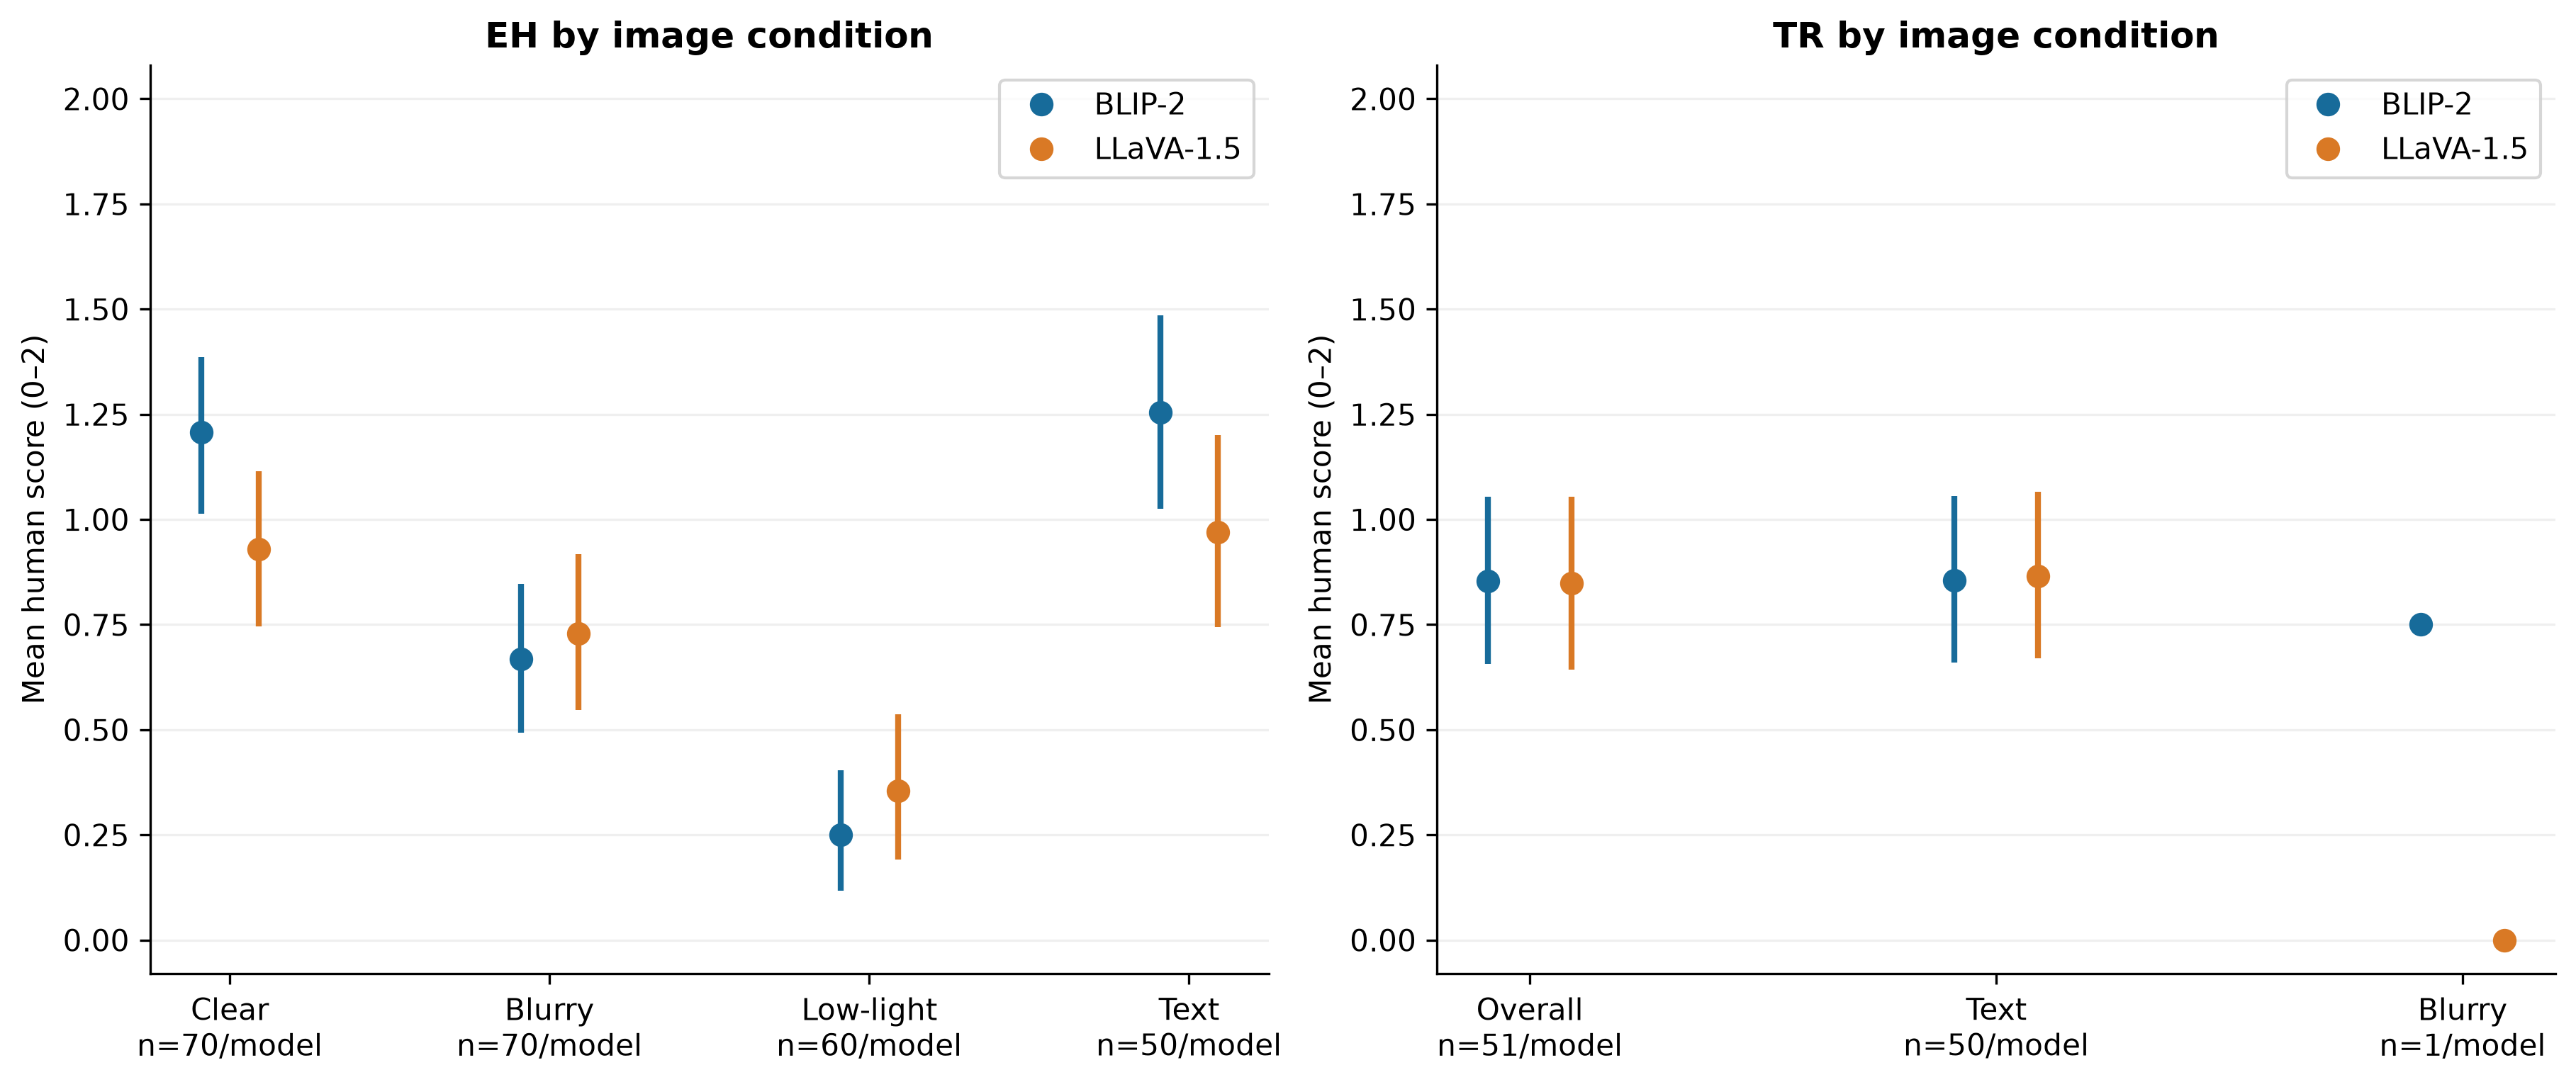 EH by image condition
Mean human score (0–2)
2.00
1.75
1.50
1.25
1.00
0.75
0.50
0.25
0.00
BLIP-2
LLaVA-1.5
Clear
n=70/model
Blurry
n=70/model
Low-light
n=60/model
Text
n=50/model
TR by image condition
Mean human score (0–2)
2.00
1.75
1.50
1.25
1.00
0.75
0.50
0.25
0.00
BLIP-2
LLaVA-1.5
Overall
n=51/model
Text
n=50/model
Blurry
n=1/model